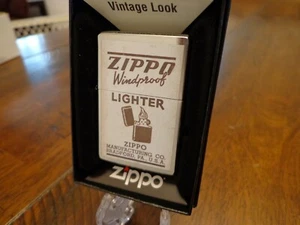 Vintage Look
ZIPPO
Windproof
LIGHTER
ZIPPO
MANUFACTURING CO.
BRADFORD, PA. U.S.A.
zippo